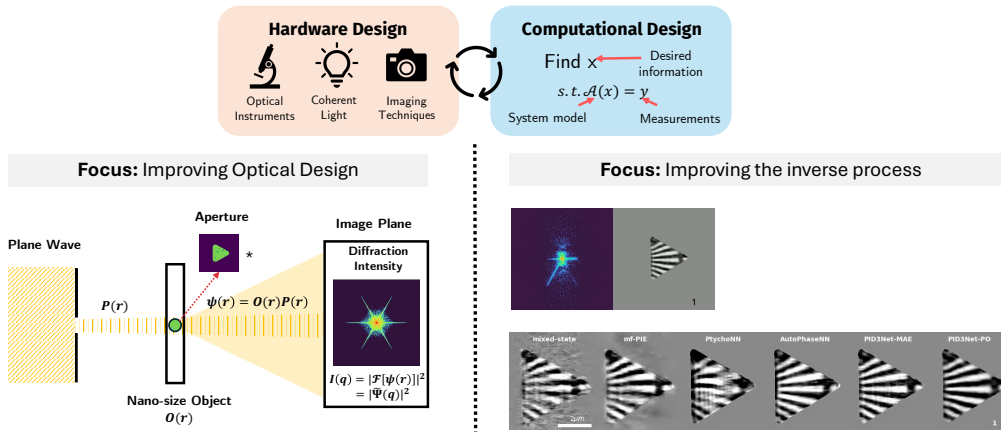 Hardware Design
Optical
Instruments
Coherent
Light
Imaging
Techniques
Computational Design
Find x
Desired
information
s.t. 𝒜(x) = y
System model
Measurements
Focus: Improving Optical Design
Plane Wave
P(r)
Aperture
*
ψ(r) = O(r)P(r)
Nano-size Object
O(r)
Image Plane
Diffraction
Intensity
I(q) = |ℱ[ψ(r)]|²
= |Ψ̃(q)|²
Focus: Improving the inverse process
1
mixed-state
mf-PIE
PtychoNN
AutoPhaseNN
PID3Net-MAE
PID3Net-PO
2μm
1